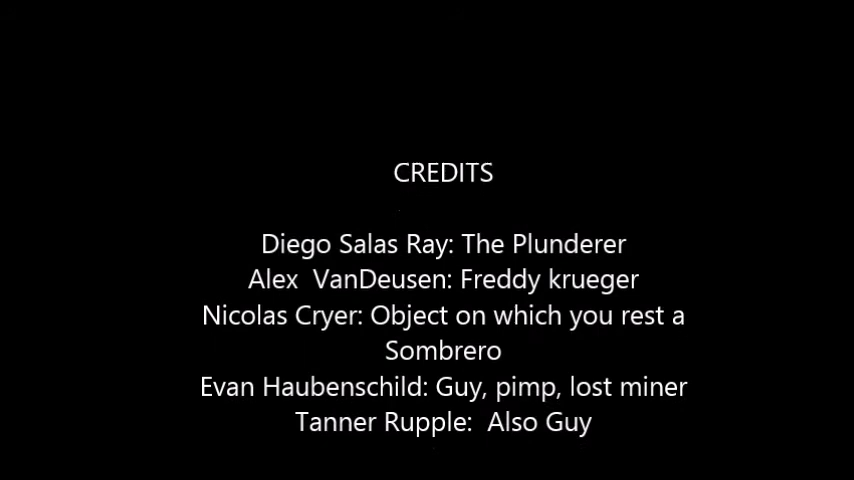 CREDITS
Diego Salas Ray: The Plunderer
Alex  VanDeusen: Freddy krueger
Nicolas Cryer: Object on which you rest a
Sombrero
Evan Haubenschild: Guy, pimp, lost miner
Tanner Rupple:  Also Guy